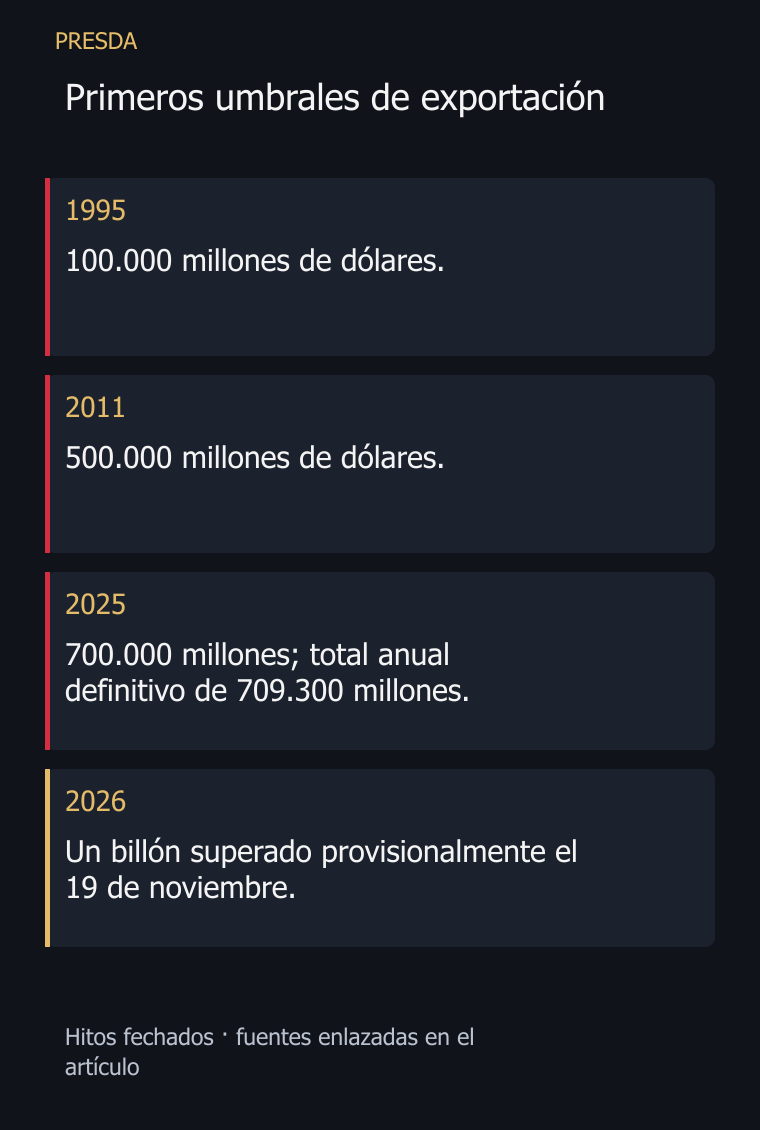 PRESDA
Primeros umbrales de exportación
1995
100.000 millones de dólares.
2011
500.000 millones de dólares.
2025
700.000 millones; total anual
definitivo de 709.300 millones.
2026
Un billón superado provisionalmente el
19 de noviembre.
Hitos fechados · fuentes enlazadas en el
artículo